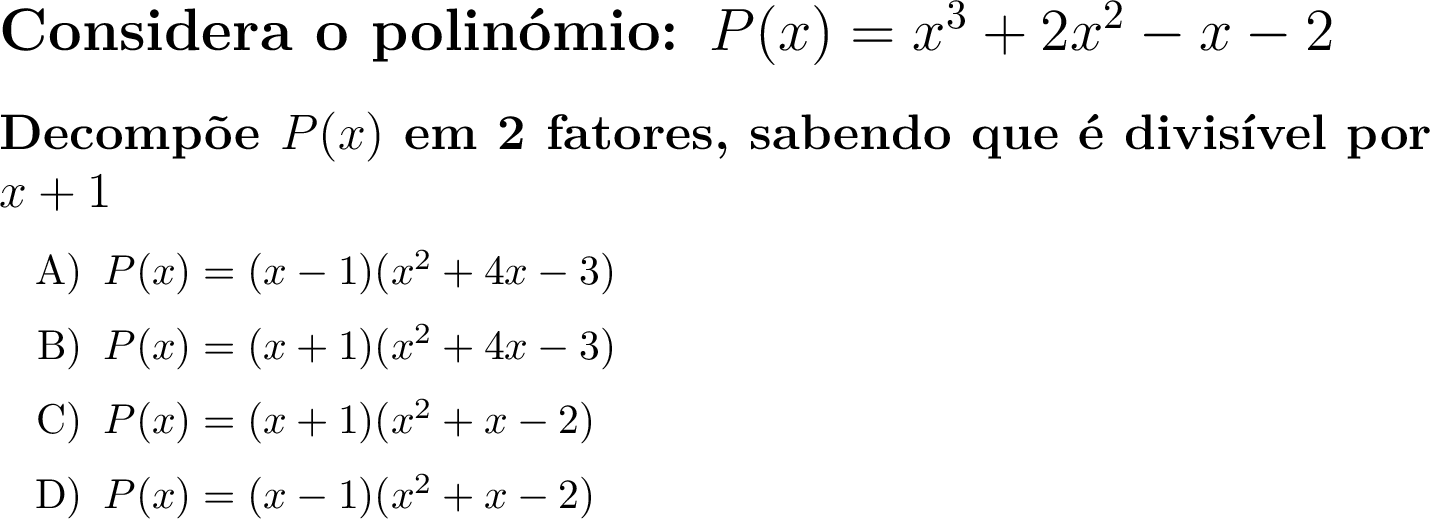 Considera o polinómio: P(x) = x³ + 2x² − x − 2
Decompõe P(x) em 2 fatores, sabendo que é divisível por
x + 1
A) P(x) = (x − 1)(x² + 4x − 3)
B) P(x) = (x + 1)(x² + 4x − 3)
C) P(x) = (x + 1)(x² + x − 2)
D) P(x) = (x − 1)(x² + x − 2)